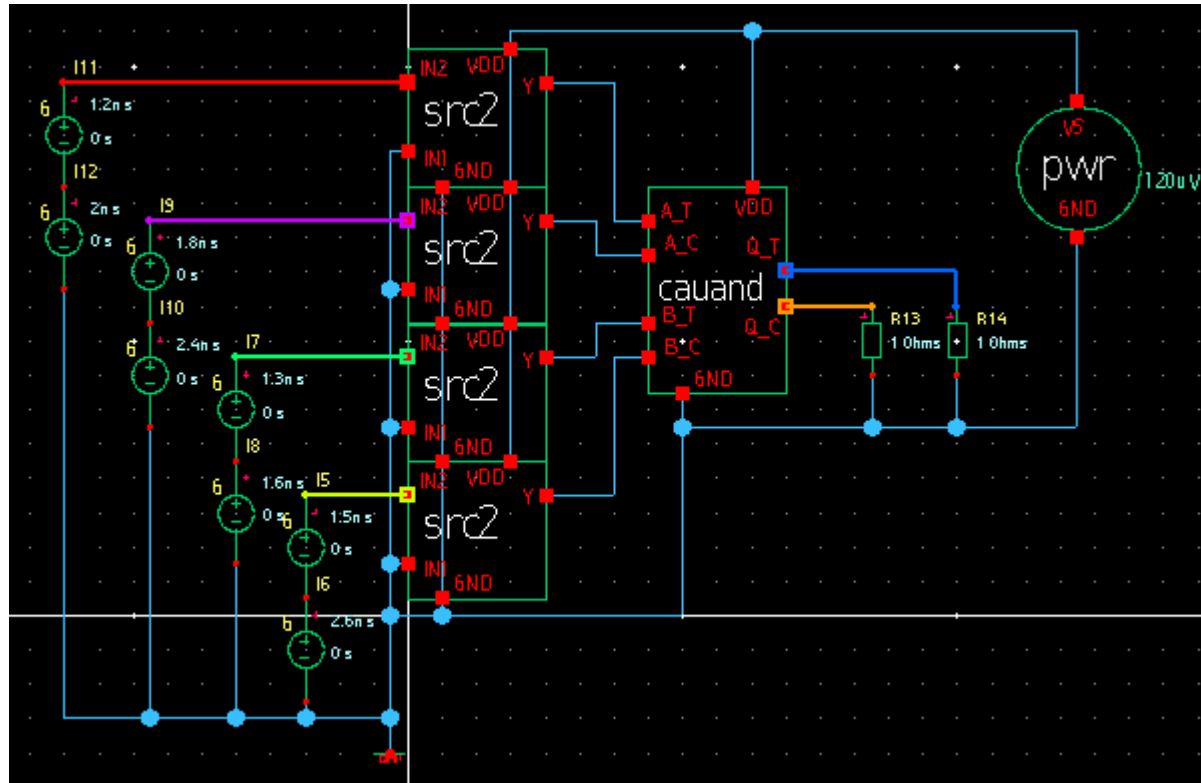 I11
6
1.2ns
0s
I12
6
2ns
0s
I9
6
1.8ns
0s
I10
6
2.4ns
0s
I7
6
1.3ns
0s
I8
6
1.6ns
0s
I5
6
1.5ns
0s
I6
6
2.6ns
0s
IN2 VDD
Y
src2
IN1
GND
IN2 VDD
Y
src2
IN1
GND
IN2 VDD
Y
src2
IN1
GND
IN2 VDD
Y
src2
IN1
GND
VDD
A_T
A_C
Q_T
cauand
B_T
B_C
Q_C
GND
R13
1 Ohms
R14
1 Ohms
VS
pwr
GND
120uV